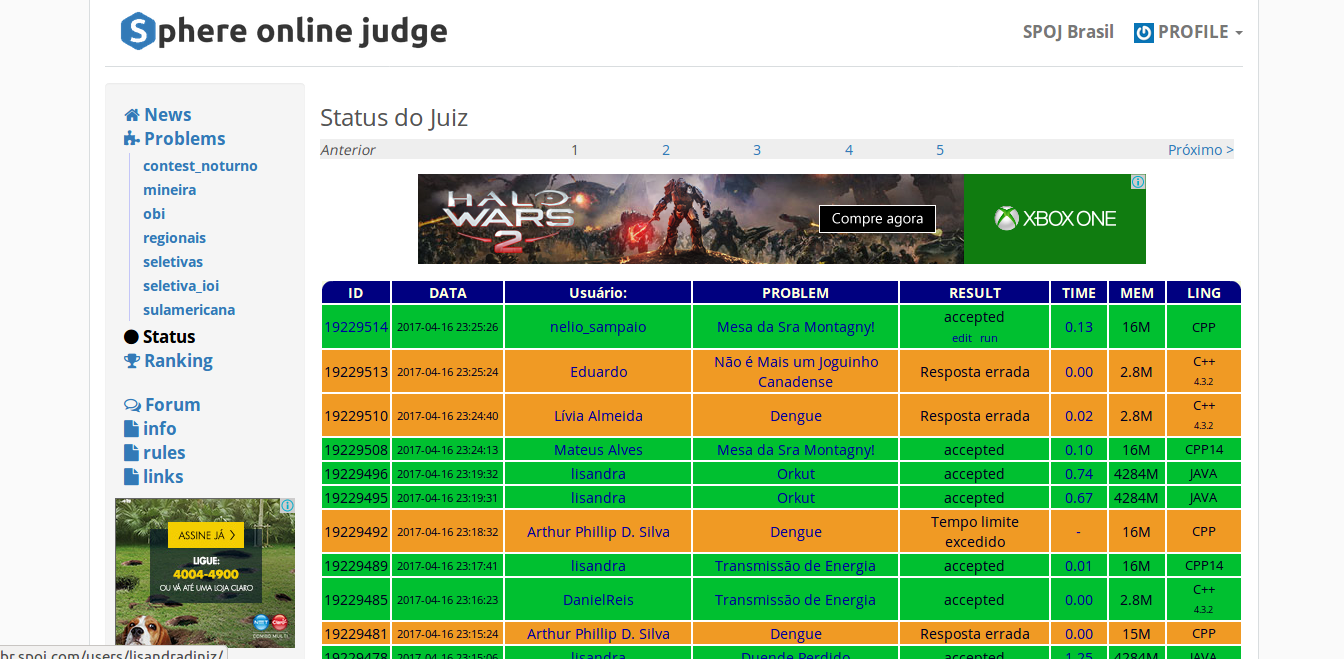 Sphere online judge
SPOJ Brasil PROFILE
News
Problems
contest_noturno
mineira
obi
regionais
seletivas
seletiva_ioi
sulamericana
Status
Ranking
Forum
info
rules
links
ASSINE JÁ >
LIGUE:
4004-4900
OU VÁ ATÉ UMA LOJA CLARO
NET Claro
COMBO MULTI
br.spoj.com/users/lisandradiniz/
Status do Juiz
Anterior 1 2 3 4 5 Próximo >
HALO WARS 2
Compre agora
XBOX ONE
ID DATA Usuário: PROBLEM RESULT TIME MEM LING
19229514 2017-04-16 23:25:26 nelio_sampaio Mesa da Sra Montagny! accepted edit run 0.13 16M CPP
19229513 2017-04-16 23:25:24 Eduardo Não é Mais um Joguinho Canadense Resposta errada 0.00 2.8M C++ 4.3.2
19229510 2017-04-16 23:24:40 Lívia Almeida Dengue Resposta errada 0.02 2.8M C++ 4.3.2
19229508 2017-04-16 23:24:13 Mateus Alves Mesa da Sra Montagny! accepted 0.10 16M CPP14
19229496 2017-04-16 23:19:32 lisandra Orkut accepted 0.74 4284M JAVA
19229495 2017-04-16 23:19:31 lisandra Orkut accepted 0.67 4284M JAVA
19229492 2017-04-16 23:18:32 Arthur Phillip D. Silva Dengue Tempo limite excedido - 16M CPP
19229489 2017-04-16 23:17:41 lisandra Transmissão de Energia accepted 0.01 16M CPP14
19229485 2017-04-16 23:16:23 DanielReis Transmissão de Energia accepted 0.00 2.8M C++ 4.3.2
19229481 2017-04-16 23:15:24 Arthur Phillip D. Silva Dengue Resposta errada 0.00 15M CPP
19229478 2017-04-16 23:15:06 lisandra Duende Perdido accepted 1.25 4284M JAVA